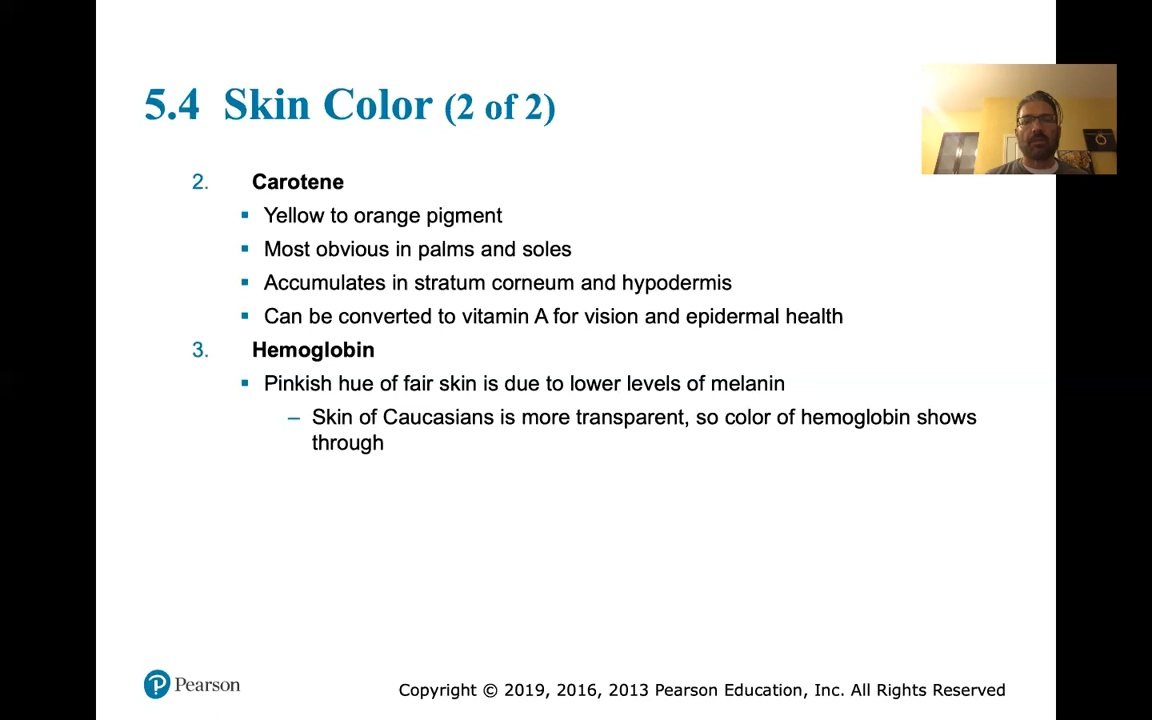 5.4 Skin Color (2 of 2)
2. Carotene
▪ Yellow to orange pigment
▪ Most obvious in palms and soles
▪ Accumulates in stratum corneum and hypodermis
▪ Can be converted to vitamin A for vision and epidermal health
3. Hemoglobin
▪ Pinkish hue of fair skin is due to lower levels of melanin
– Skin of Caucasians is more transparent, so color of hemoglobin shows
through
P Pearson
Copyright © 2019, 2016, 2013 Pearson Education, Inc. All Rights Reserved